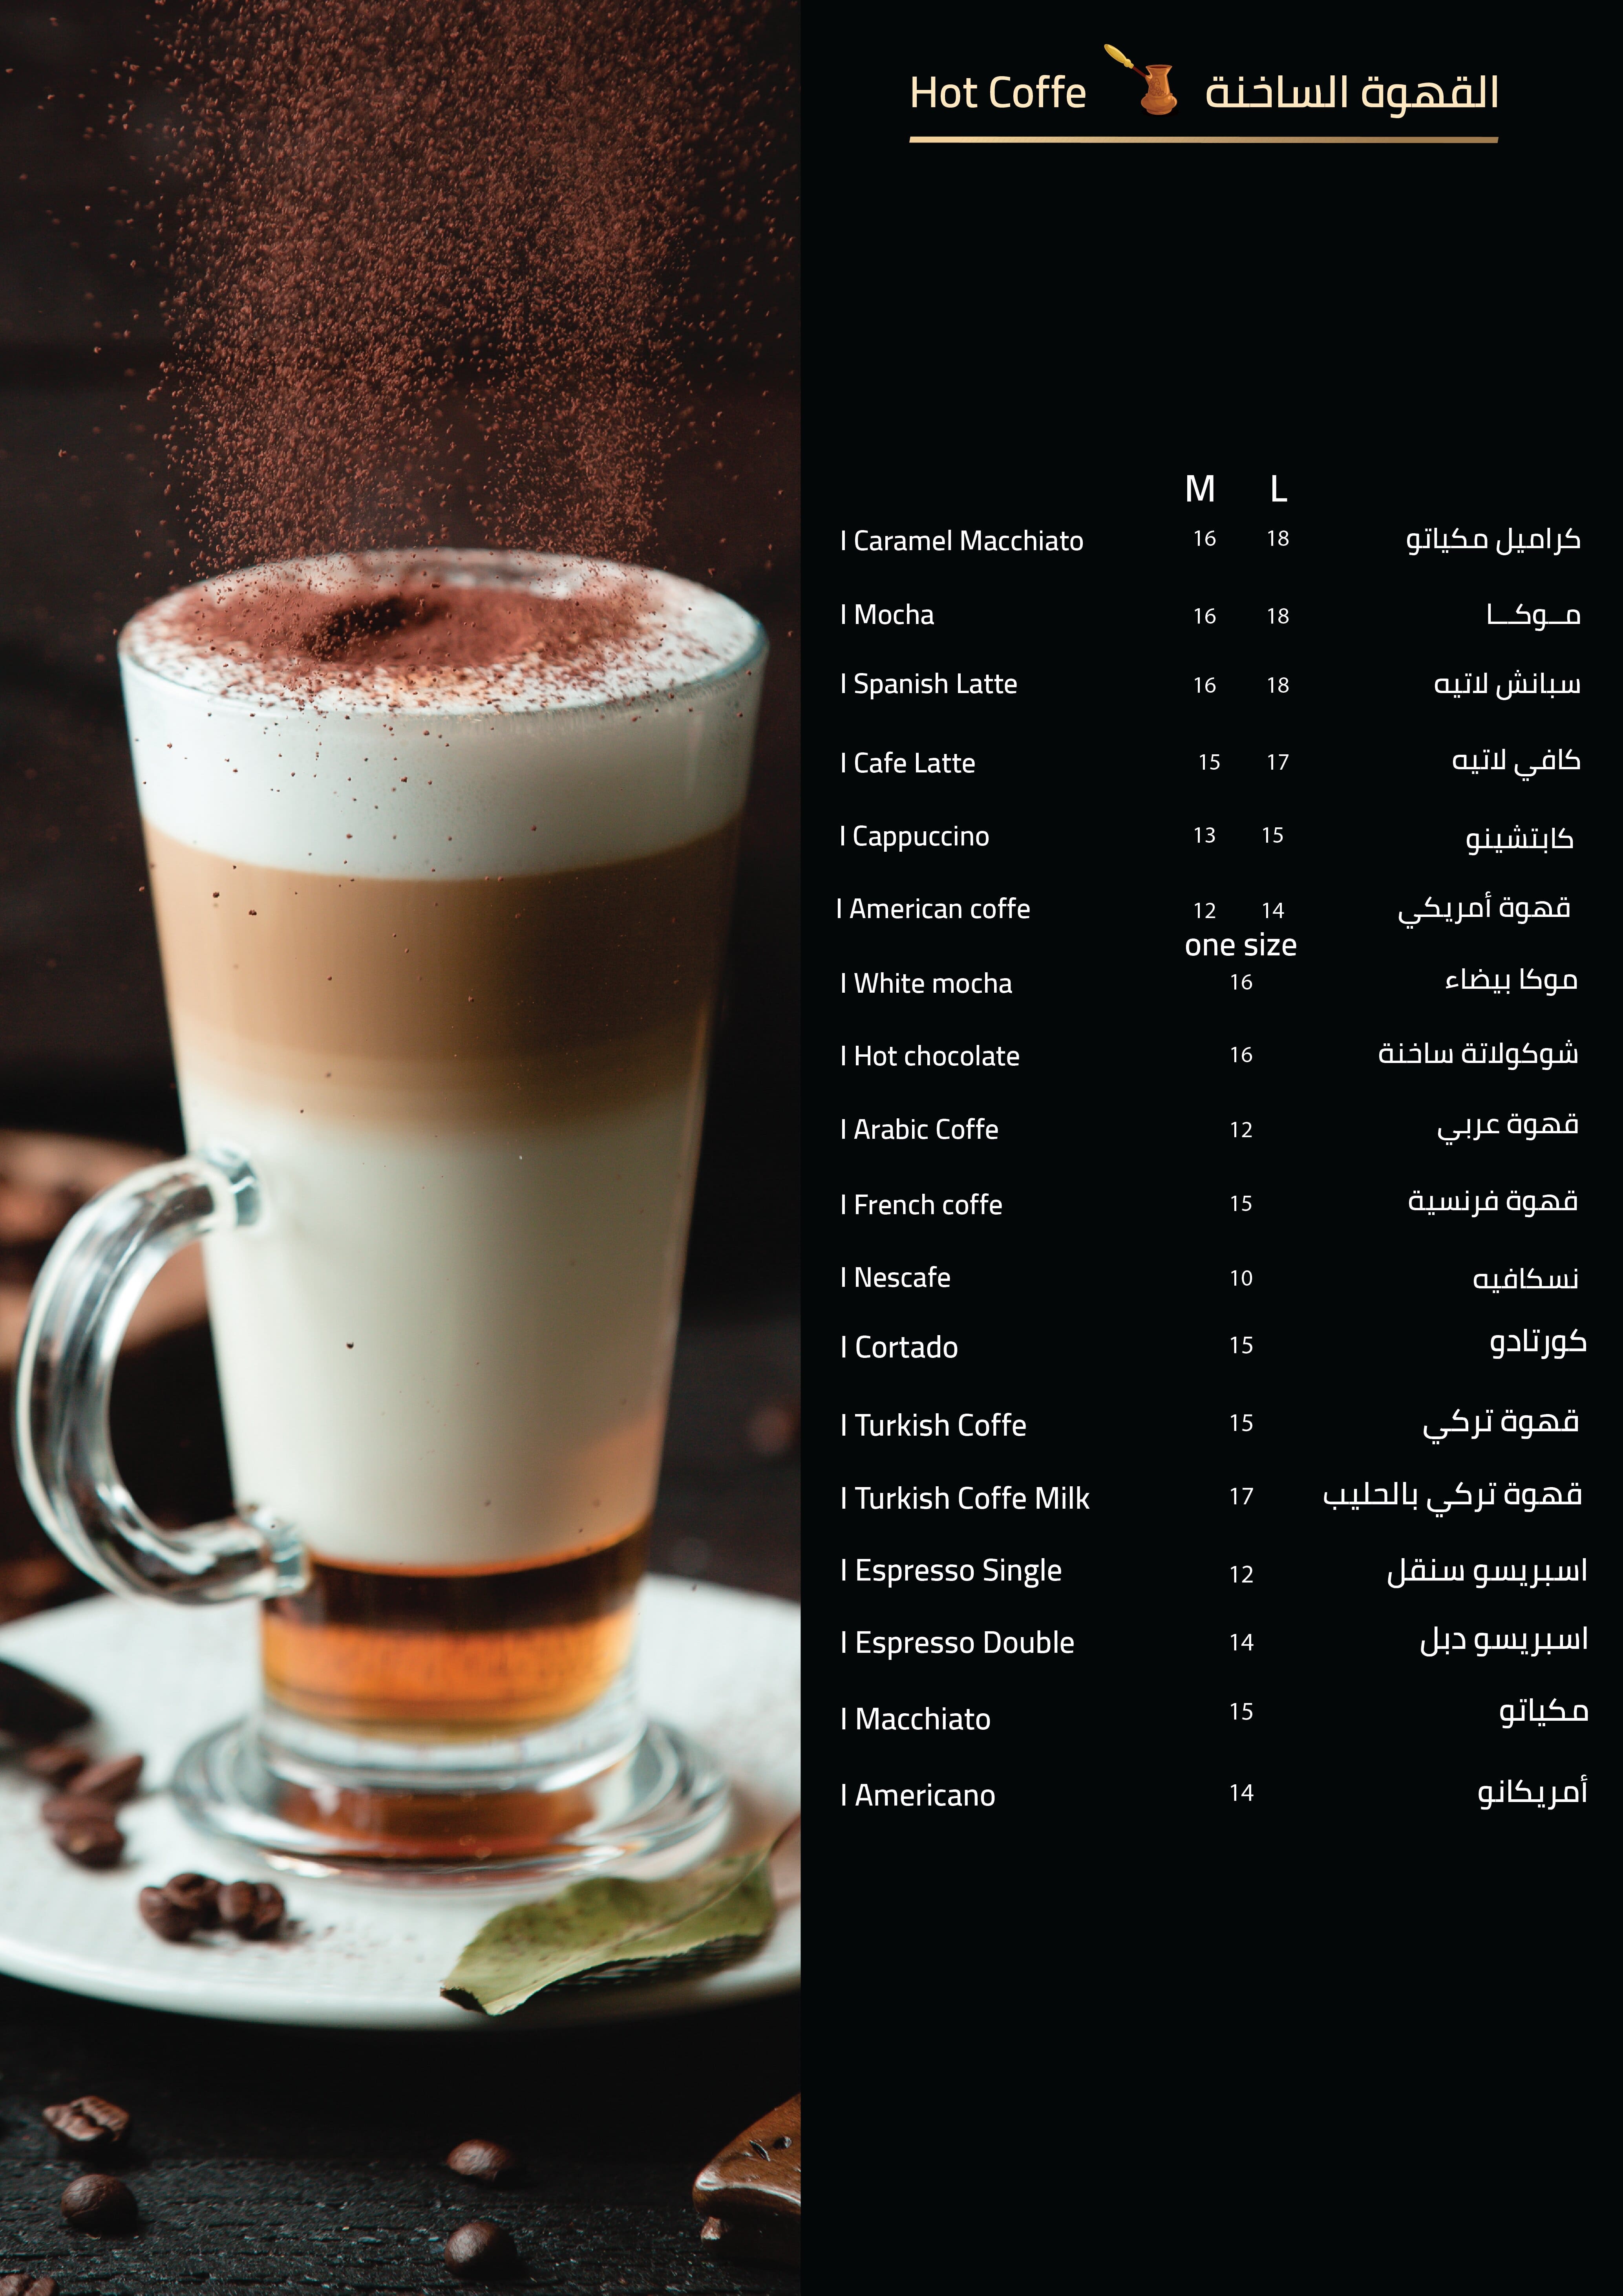 Hot Coffe القهوة الساخنة
M L
I Caramel Macchiato 16 18 كراميل مكياتو
I Mocha 16 18 مــوكــا
I Spanish Latte 16 18 سبانش لاتيه
I Cafe Latte 15 17 كافي لاتيه
I Cappuccino 13 15 كابتشينو
I American coffe 12 14 قهوة أمريكي
one size
I White mocha 16 موكا بيضاء
I Hot chocolate 16 شوكولاتة ساخنة
I Arabic Coffe 12 قهوة عربي
I French coffe 15 قهوة فرنسية
I Nescafe 10 نسكافيه
I Cortado 15 كورتادو
I Turkish Coffe 15 قهوة تركي
I Turkish Coffe Milk 17 قهوة تركي بالحليب
I Espresso Single 12 اسبريسو سنقل
I Espresso Double 14 اسبريسو دبل
I Macchiato 15 مكياتو
I Americano 14 أمريكانو